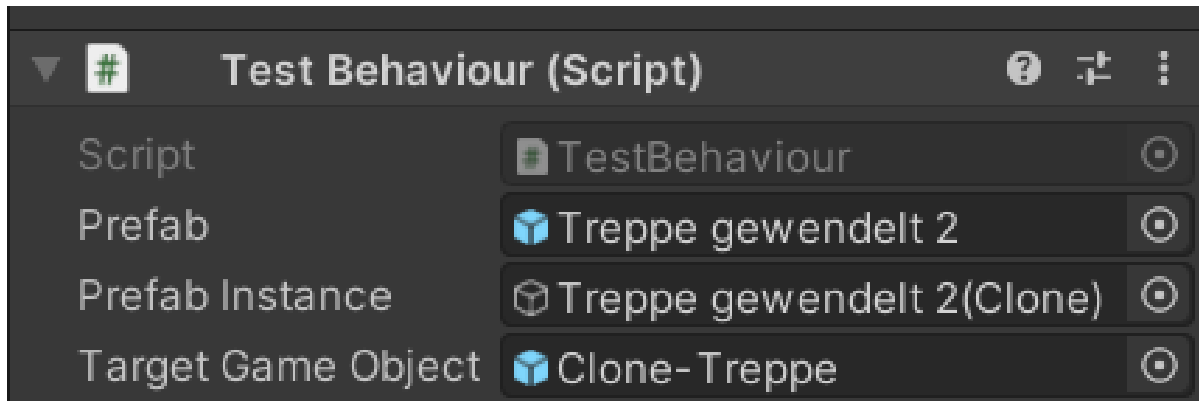 Test Behaviour (Script)
Script TestBehaviour
Prefab Treppe gewendelt 2
Prefab Instance Treppe gewendelt 2(Clone)
Target Game Object Clone-Treppe